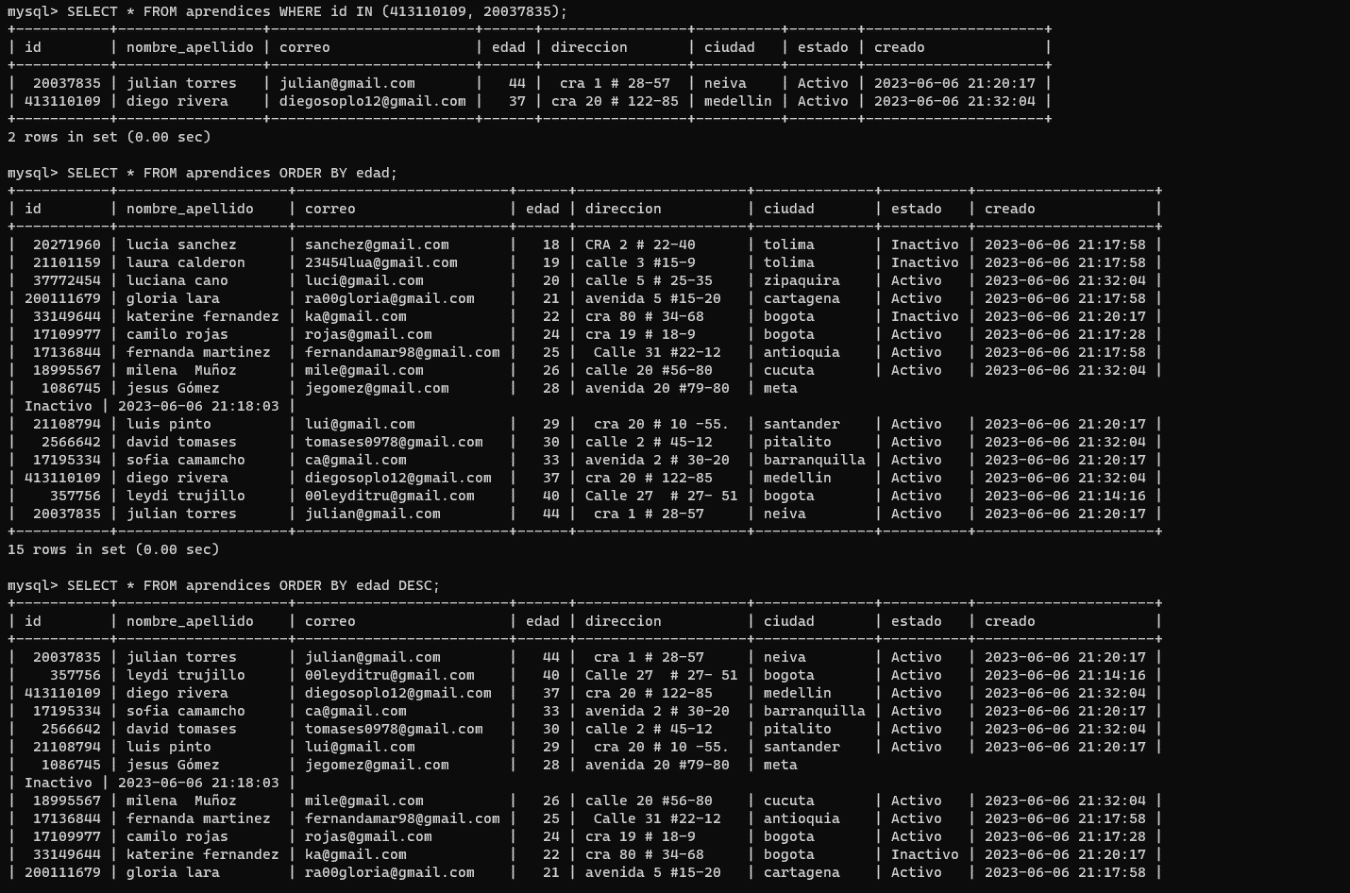 mysql> SELECT * FROM aprendices WHERE id IN (413110109, 20037835);
+-----------+-----------------+------------------------+------+-----------------+----------+--------+---------------------+
| id        | nombre_apellido | correo                 | edad | direccion       | ciudad   | estado | creado              |
+-----------+-----------------+------------------------+------+-----------------+----------+--------+---------------------+
|  20037835 | julian torres   | julian@gmail.com       |   44 |  cra 1 # 28-57  | neiva    | Activo | 2023-06-06 21:20:17 |
| 413110109 | diego rivera    | diegosoplo12@gmail.com |   37 | cra 20 # 122-85 | medellin | Activo | 2023-06-06 21:32:04 |
+-----------+-----------------+------------------------+------+-----------------+----------+--------+---------------------+
2 rows in set (0.00 sec)
mysql> SELECT * FROM aprendices ORDER BY edad;
+-----------+--------------------+-------------------------+------+-------------------+--------------+----------+---------------------+
| id        | nombre_apellido    | correo                  | edad | direccion         | ciudad       | estado   | creado              |
+-----------+--------------------+-------------------------+------+-------------------+--------------+----------+---------------------+
|  20271960 | lucia sanchez      | sanchez@gmail.com       |   18 | CRA 2 # 22-40     | tolima       | Inactivo | 2023-06-06 21:17:58 |
|  21101159 | laura calderon     | 23454lua@gmail.com      |   19 | calle 3 #15-9     | tolima       | Inactivo | 2023-06-06 21:17:58 |
|  37772454 | luciana cano       | luci@gmail.com          |   20 | calle 5 # 25-35   | zipaquira    | Activo   | 2023-06-06 21:32:04 |
| 200111679 | gloria lara        | ra00gloria@gmail.com    |   21 | avenida 5 #15-20  | cartagena    | Activo   | 2023-06-06 21:17:58 |
|  33149644 | katerine fernandez | ka@gmail.com            |   22 | cra 80 # 34-68    | bogota       | Inactivo | 2023-06-06 21:20:17 |
|  17109977 | camilo rojas       | rojas@gmail.com         |   24 | cra 19 # 18-9     | bogota       | Activo   | 2023-06-06 21:17:28 |
|  17136844 | fernanda martinez  | fernandamar98@gmail.com |   25 |  Calle 31 #22-12  | antioquia    | Activo   | 2023-06-06 21:17:58 |
|  18995567 | milena  Muñoz      | mile@gmail.com          |   26 | calle 20 #56-80   | cucuta       | Activo   | 2023-06-06 21:32:04 |
|   1086745 | jesus Gómez        | jegomez@gmail.com       |   28 | avenida 20 #79-80 | meta
| Inactivo | 2023-06-06 21:18:03 |
|  21108794 | luis pinto         | lui@gmail.com           |   29 |  cra 20 # 10 -55. | santander    | Activo   | 2023-06-06 21:20:17 |
|   2566642 | david tomases      | tomases0978@gmail.com   |   30 | calle 2 # 45-12   | pitalito     | Activo   | 2023-06-06 21:32:04 |
|  17195334 | sofia camamcho     | ca@gmail.com            |   33 | avenida 2 # 30-20 | barranquilla | Activo   | 2023-06-06 21:20:17 |
| 413110109 | diego rivera       | diegosoplo12@gmail.com  |   37 | cra 20 # 122-85   | medellin     | Activo   | 2023-06-06 21:32:04 |
|    357756 | leydi trujillo     | 00leyditru@gmail.com    |   40 | Calle 27  # 27- 51 | bogota       | Activo   | 2023-06-06 21:14:16 |
|  20037835 | julian torres      | julian@gmail.com        |   44 |  cra 1 # 28-57    | neiva        | Activo   | 2023-06-06 21:20:17 |
+-----------+--------------------+-------------------------+------+-------------------+--------------+----------+---------------------+
15 rows in set (0.00 sec)
mysql> SELECT * FROM aprendices ORDER BY edad DESC;
+-----------+--------------------+-------------------------+------+-------------------+--------------+----------+---------------------+
| id        | nombre_apellido    | correo                  | edad | direccion         | ciudad       | estado   | creado              |
+-----------+--------------------+-------------------------+------+-------------------+--------------+----------+---------------------+
|  20037835 | julian torres      | julian@gmail.com        |   44 |  cra 1 # 28-57    | neiva        | Activo   | 2023-06-06 21:20:17 |
|    357756 | leydi trujillo     | 00leyditru@gmail.com    |   40 | Calle 27  # 27- 51 | bogota       | Activo   | 2023-06-06 21:14:16 |
| 413110109 | diego rivera       | diegosoplo12@gmail.com  |   37 | cra 20 # 122-85   | medellin     | Activo   | 2023-06-06 21:32:04 |
|  17195334 | sofia camamcho     | ca@gmail.com            |   33 | avenida 2 # 30-20 | barranquilla | Activo   | 2023-06-06 21:20:17 |
|   2566642 | david tomases      | tomases0978@gmail.com   |   30 | calle 2 # 45-12   | pitalito     | Activo   | 2023-06-06 21:32:04 |
|  21108794 | luis pinto         | lui@gmail.com           |   29 |  cra 20 # 10 -55. | santander    | Activo   | 2023-06-06 21:20:17 |
|   1086745 | jesus Gómez        | jegomez@gmail.com       |   28 | avenida 20 #79-80 | meta
| Inactivo | 2023-06-06 21:18:03 |
|  18995567 | milena  Muñoz      | mile@gmail.com          |   26 | calle 20 #56-80   | cucuta       | Activo   | 2023-06-06 21:32:04 |
|  17136844 | fernanda martinez  | fernandamar98@gmail.com |   25 |  Calle 31 #22-12  | antioquia    | Activo   | 2023-06-06 21:17:58 |
|  17109977 | camilo rojas       | rojas@gmail.com         |   24 | cra 19 # 18-9     | bogota       | Activo   | 2023-06-06 21:17:28 |
|  33149644 | katerine fernandez | ka@gmail.com            |   22 | cra 80 # 34-68    | bogota       | Inactivo | 2023-06-06 21:20:17 |
| 200111679 | gloria lara        | ra00gloria@gmail.com    |   21 | avenida 5 #15-20  | cartagena    | Activo   | 2023-06-06 21:17:58 |